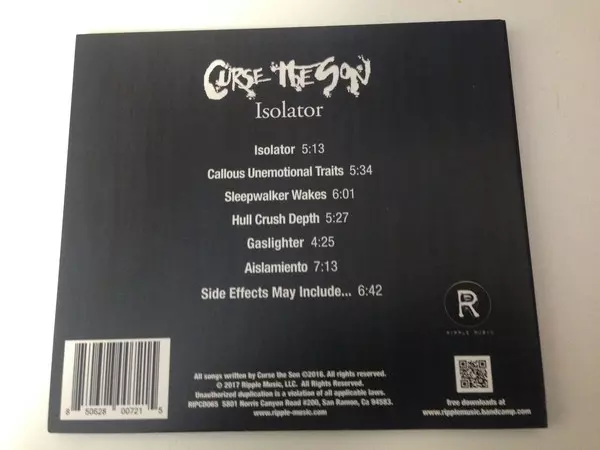 CURSE THE SON
Isolator
Isolator 5:13
Callous Unemotional Traits 5:34
Sleepwalker Wakes 6:01
Hull Crush Depth 5:27
Gaslighter 4:25
Aislamiento 7:13
Side Effects May Include... 6:42
R
RIPPLE MUSIC
All songs written by Curse the Son ©2016. All rights reserved.
© 2017 Ripple Music, LLC. All Rights Reserved.
Unauthorized duplication is a violation of all applicable laws.
RIPCD065 5801 Norris Canyon Road #200, San Ramon, Ca 94583.
www.ripple-music.com
free downloads at
www.ripplemusic.bandcamp.com
8 50628 00721 5